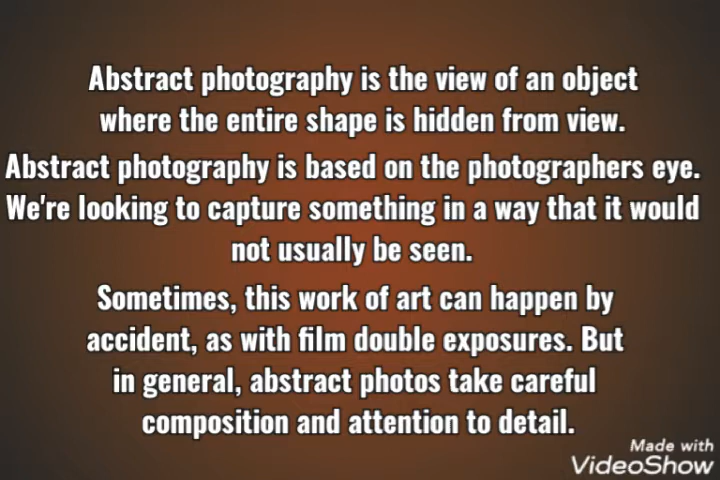 Abstract photography is the view of an object
where the entire shape is hidden from view.
Abstract photography is based on the photographers eye.
We're looking to capture something in a way that it would
not usually be seen.
Sometimes, this work of art can happen by
accident, as with film double exposures. But
in general, abstract photos take careful
composition and attention to detail.
Made with
VideoShow